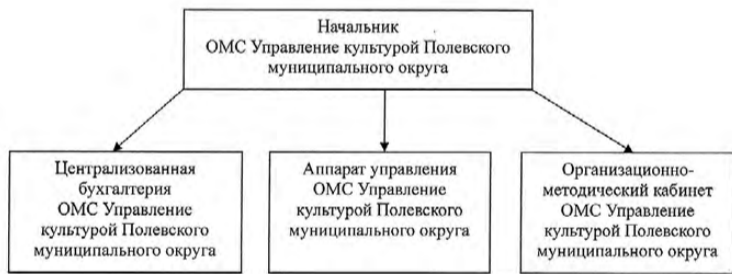 Начальник
ОМС Управление культурой Полевского
муниципального округа
Централизованная
бухгалтерия
ОМС Управление
культурой Полевского
муниципального округа
Аппарат управления
ОМС Управление
культурой Полевского
муниципального округа
Организационно-
методический кабинет
ОМС Управление
культурой Полевского
муниципального округа